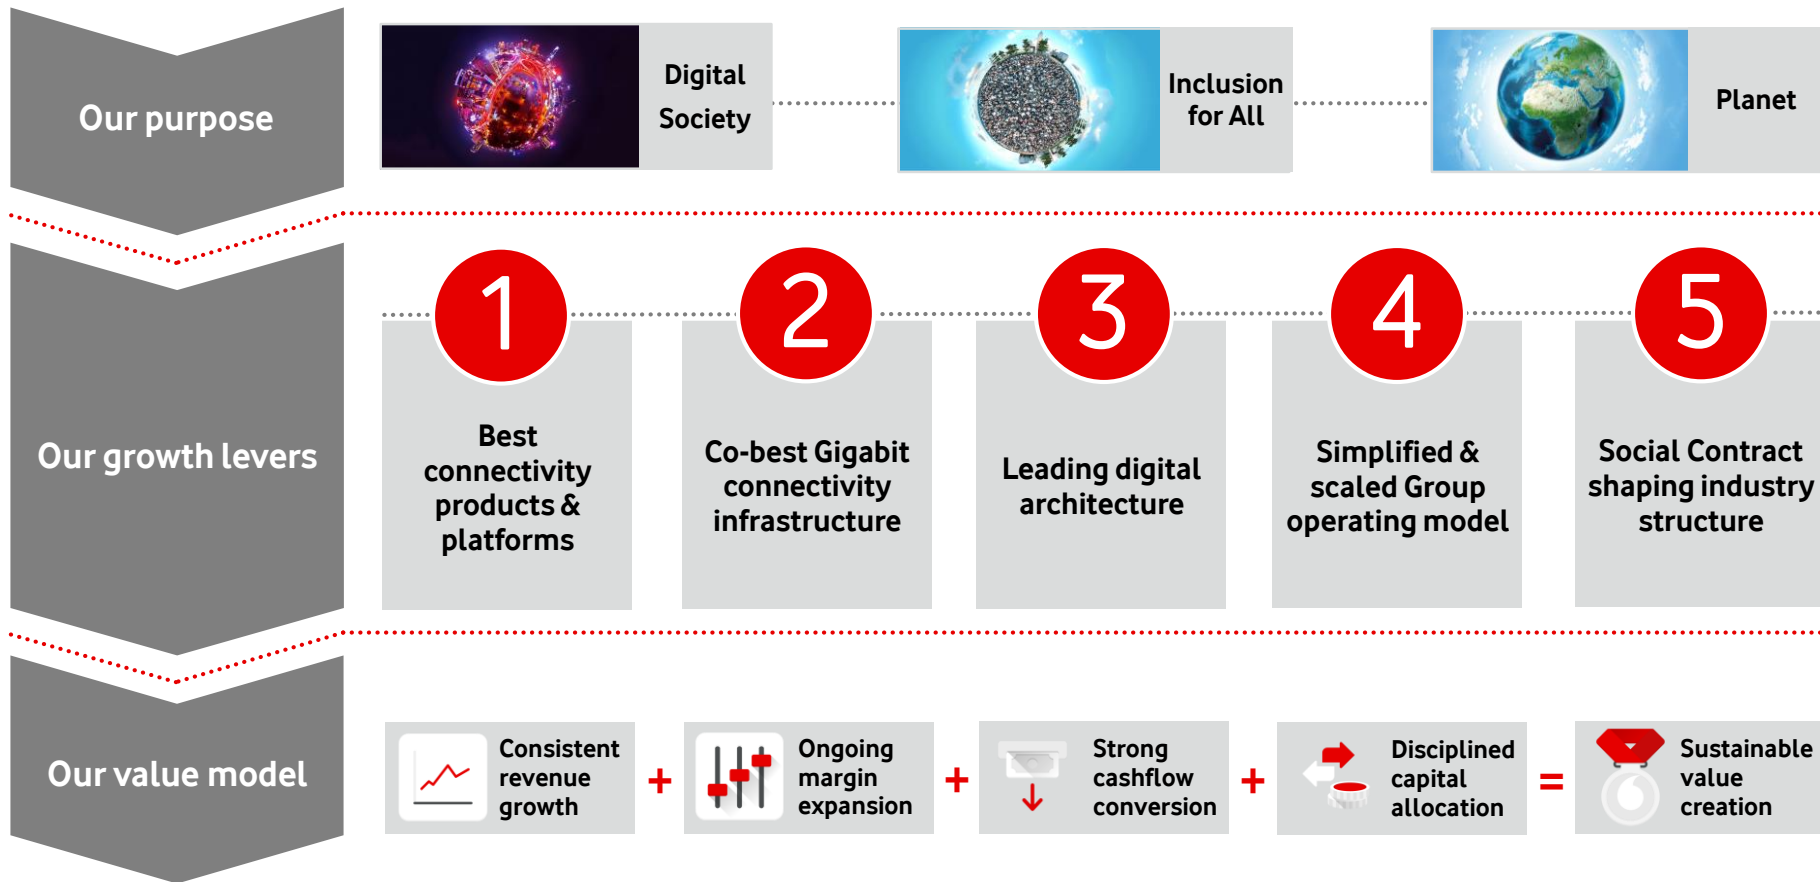 Our purpose
Digital
Society
Inclusion
for All
Planet
Our growth levers
1
2
3
4
5
Best
connectivity
products &
platforms
Co-best Gigabit
connectivity
infrastructure
Leading digital
architecture
Simplified &
scaled Group
operating model
Social Contract
shaping industry
structure
Our value model
Consistent
revenue
growth
+
Ongoing
margin
expansion
+
Strong
cashflow
conversion
+
Disciplined
capital
allocation
=
Sustainable
value
creation